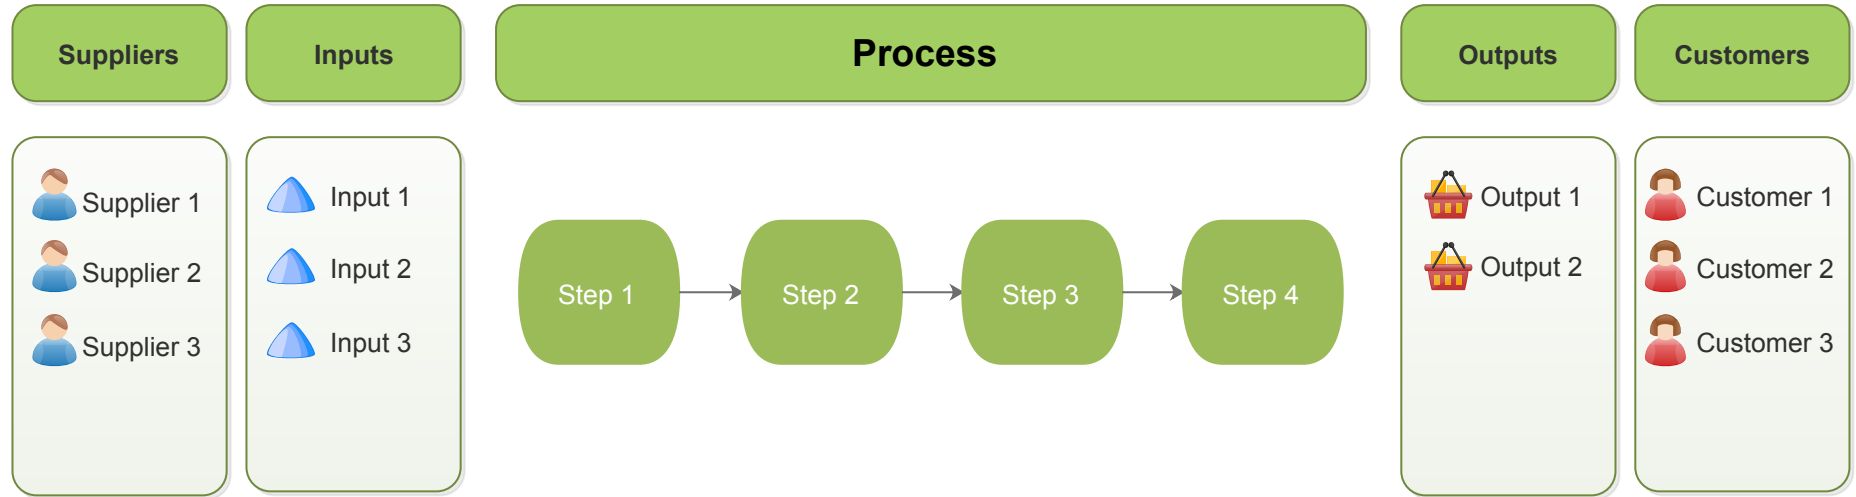 Suppliers
Inputs
Process
Outputs
Customers
Supplier 1
Supplier 2
Supplier 3
Input 1
Input 2
Input 3
Step 1
Step 2
Step 3
Step 4
Output 1
Output 2
Customer 1
Customer 2
Customer 3